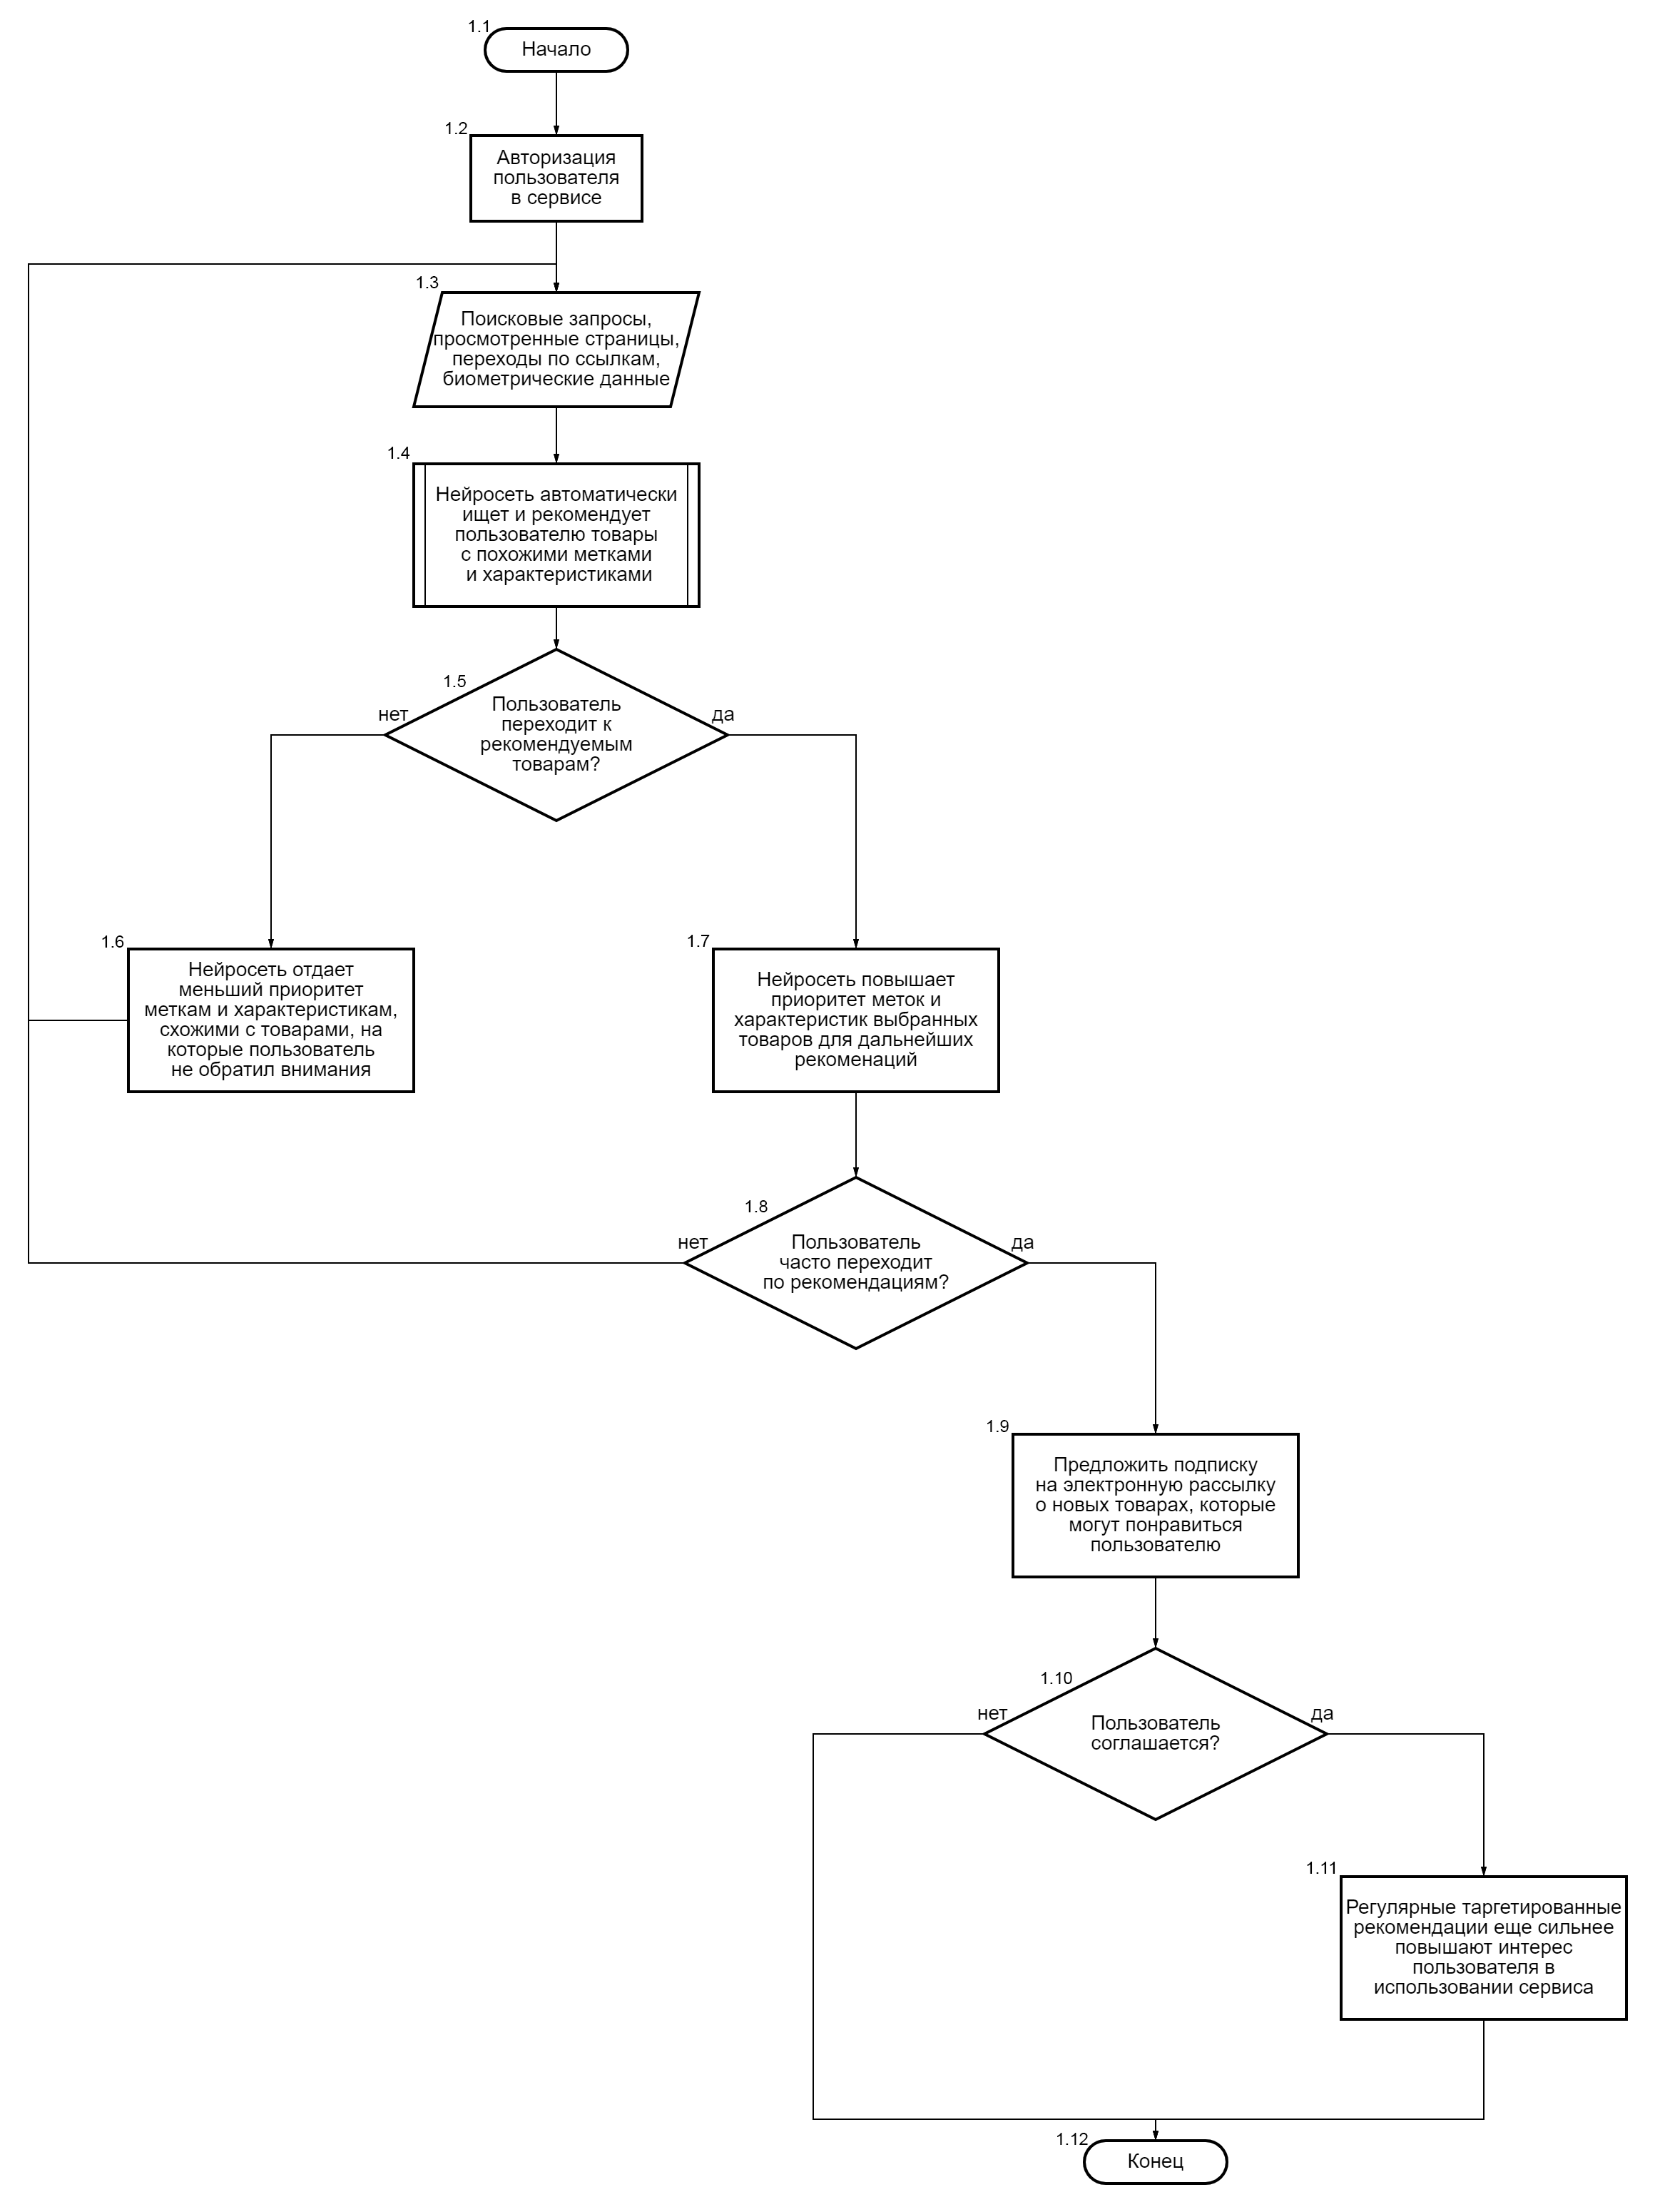 1.1
Начало
1.2
Авторизация
пользователя
в сервисе
1.3
Поисковые запросы,
просмотренные страницы,
переходы по ссылкам,
биометрические данные
1.4
Нейросеть автоматически
ищет и рекомендует
пользователю товары
с похожими метками
и характеристиками
1.5
Пользователь
переходит к
рекомендуемым
товарам?
нет
да
1.6
Нейросеть отдает
меньший приоритет
меткам и характеристикам,
схожими с товарами, на
которые пользователь
не обратил внимания
1.7
Нейросеть повышает
приоритет меток и
характеристик выбранных
товаров для дальнейших
рекоменаций
1.8
Пользователь
часто переходит
по рекомендациям?
нет
да
1.9
Предложить подписку
на электронную рассылку
о новых товарах, которые
могут понравиться
пользователю
1.10
Пользователь
соглашается?
нет
да
1.11
Регулярные таргетированные
рекомендации еще сильнее
повышают интерес
пользователя в
использовании сервиса
1.12
Конец